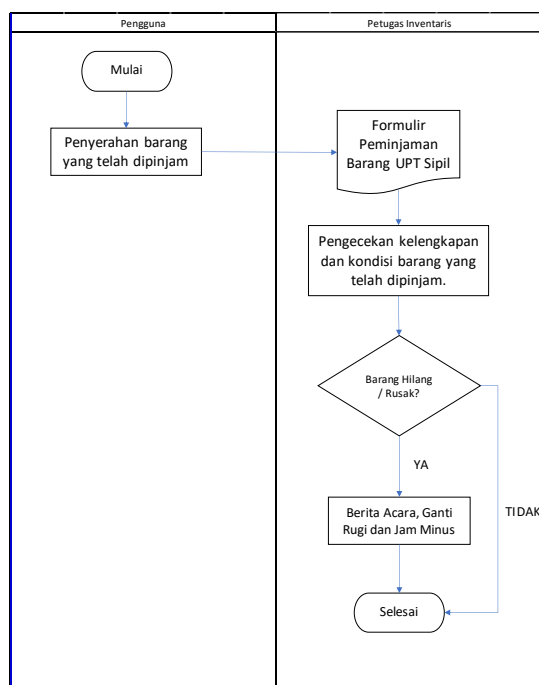 Pengguna
Petugas Inventaris
Mulai
Penyerahan barang
yang telah dipinjam
Formulir
Peminjaman
Barang UPT Sipil
Pengecekan kelengkapan
dan kondisi barang yang
telah dipinjam.
Barang Hilang
/ Rusak?
YA
TIDAK
Berita Acara, Ganti
Rugi dan Jam Minus
Selesai